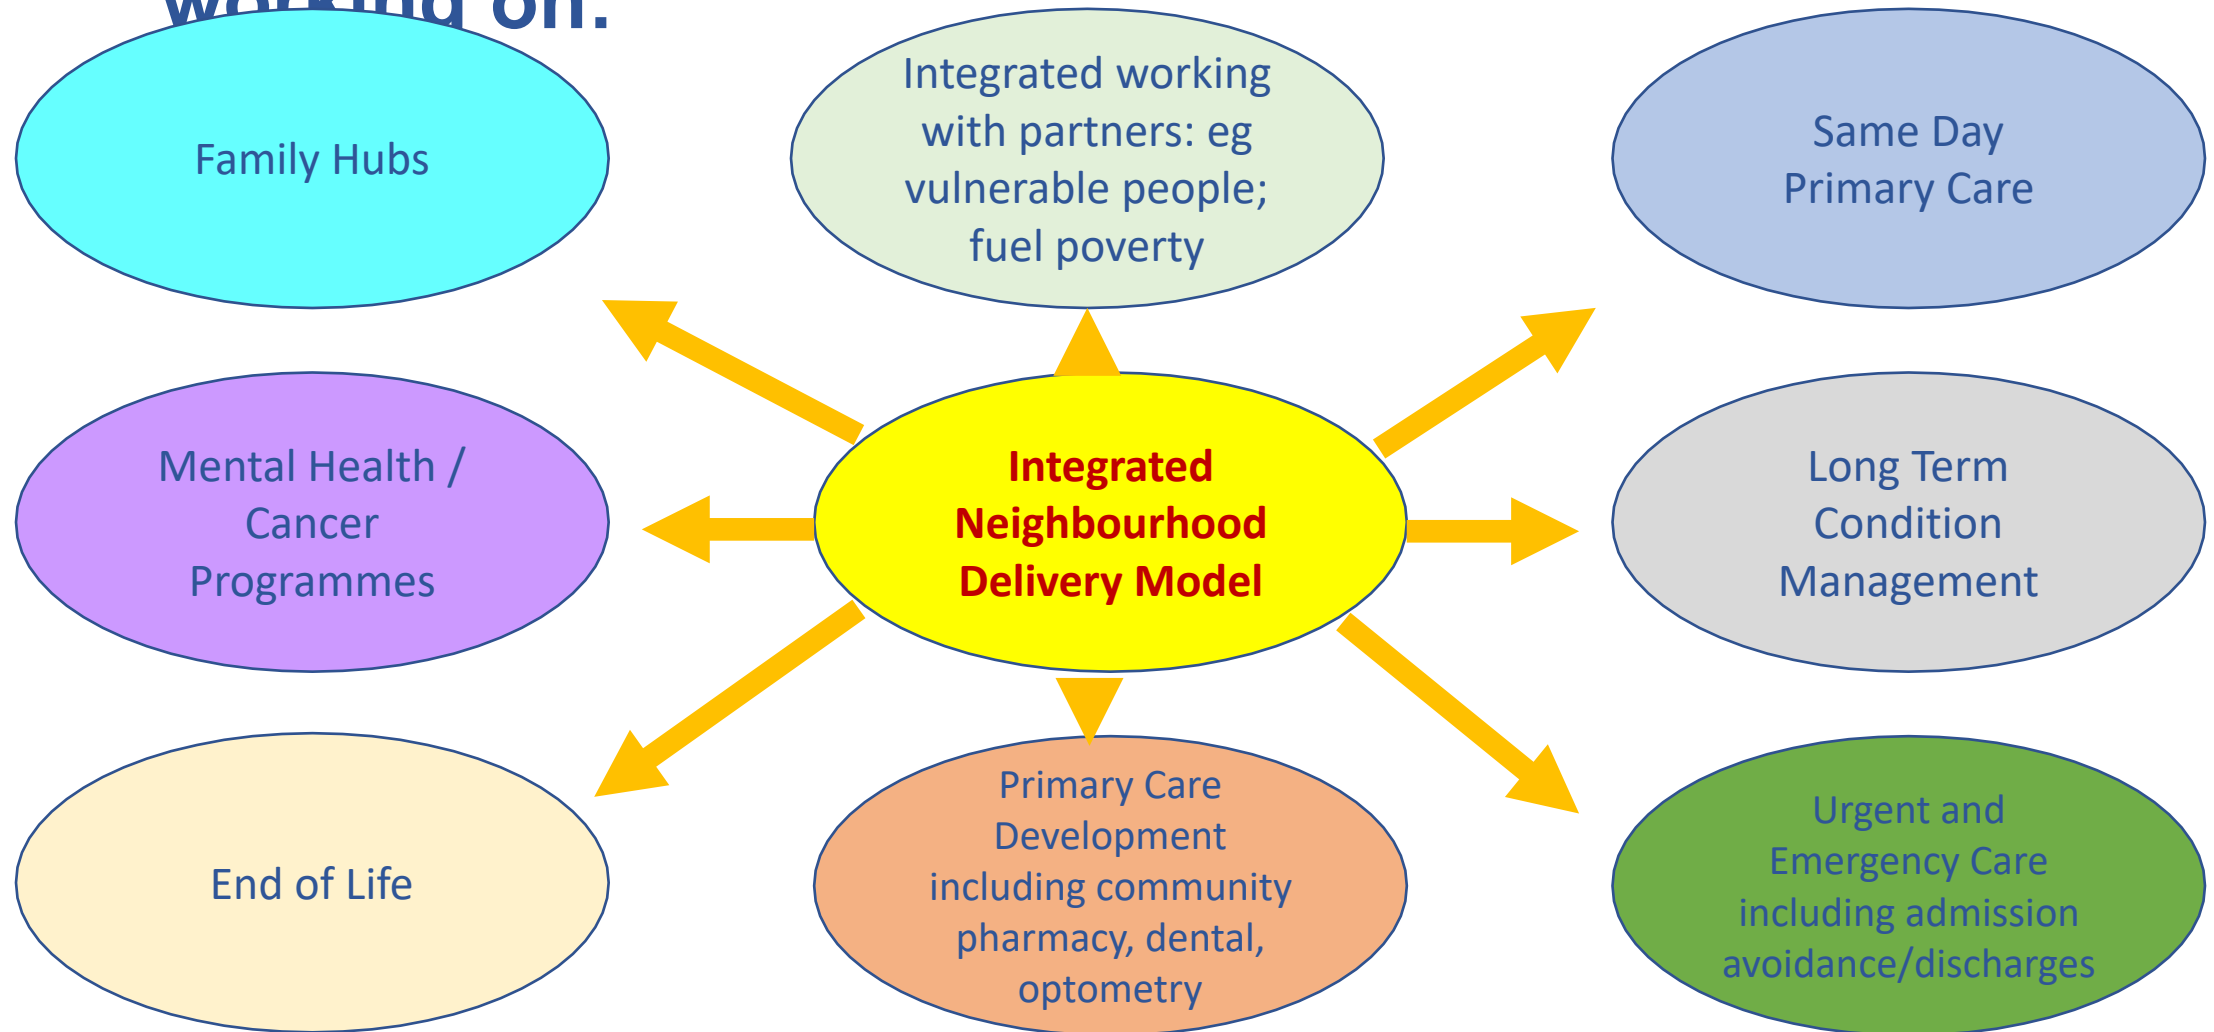 working on:
Family Hubs
Integrated working
with partners: eg
vulnerable people;
fuel poverty
Same Day
Primary Care
Mental Health /
Cancer
Programmes
Integrated
Neighbourhood
Delivery Model
Long Term
Condition
Management
End of Life
Primary Care
Development
including community
pharmacy, dental,
optometry
Urgent and
Emergency Care
including admission
avoidance/discharges